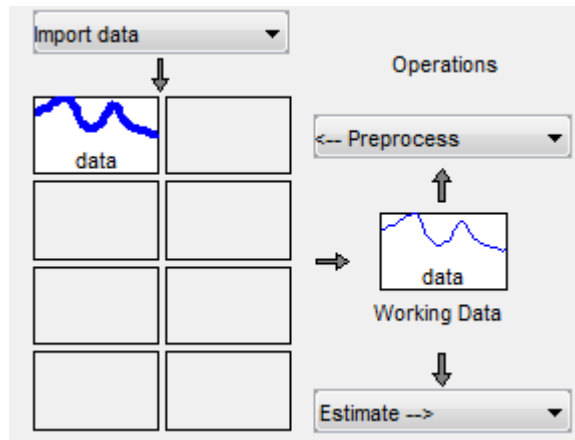 Import data
Operations
data
<-- Preprocess
data
Working Data
Estimate -->